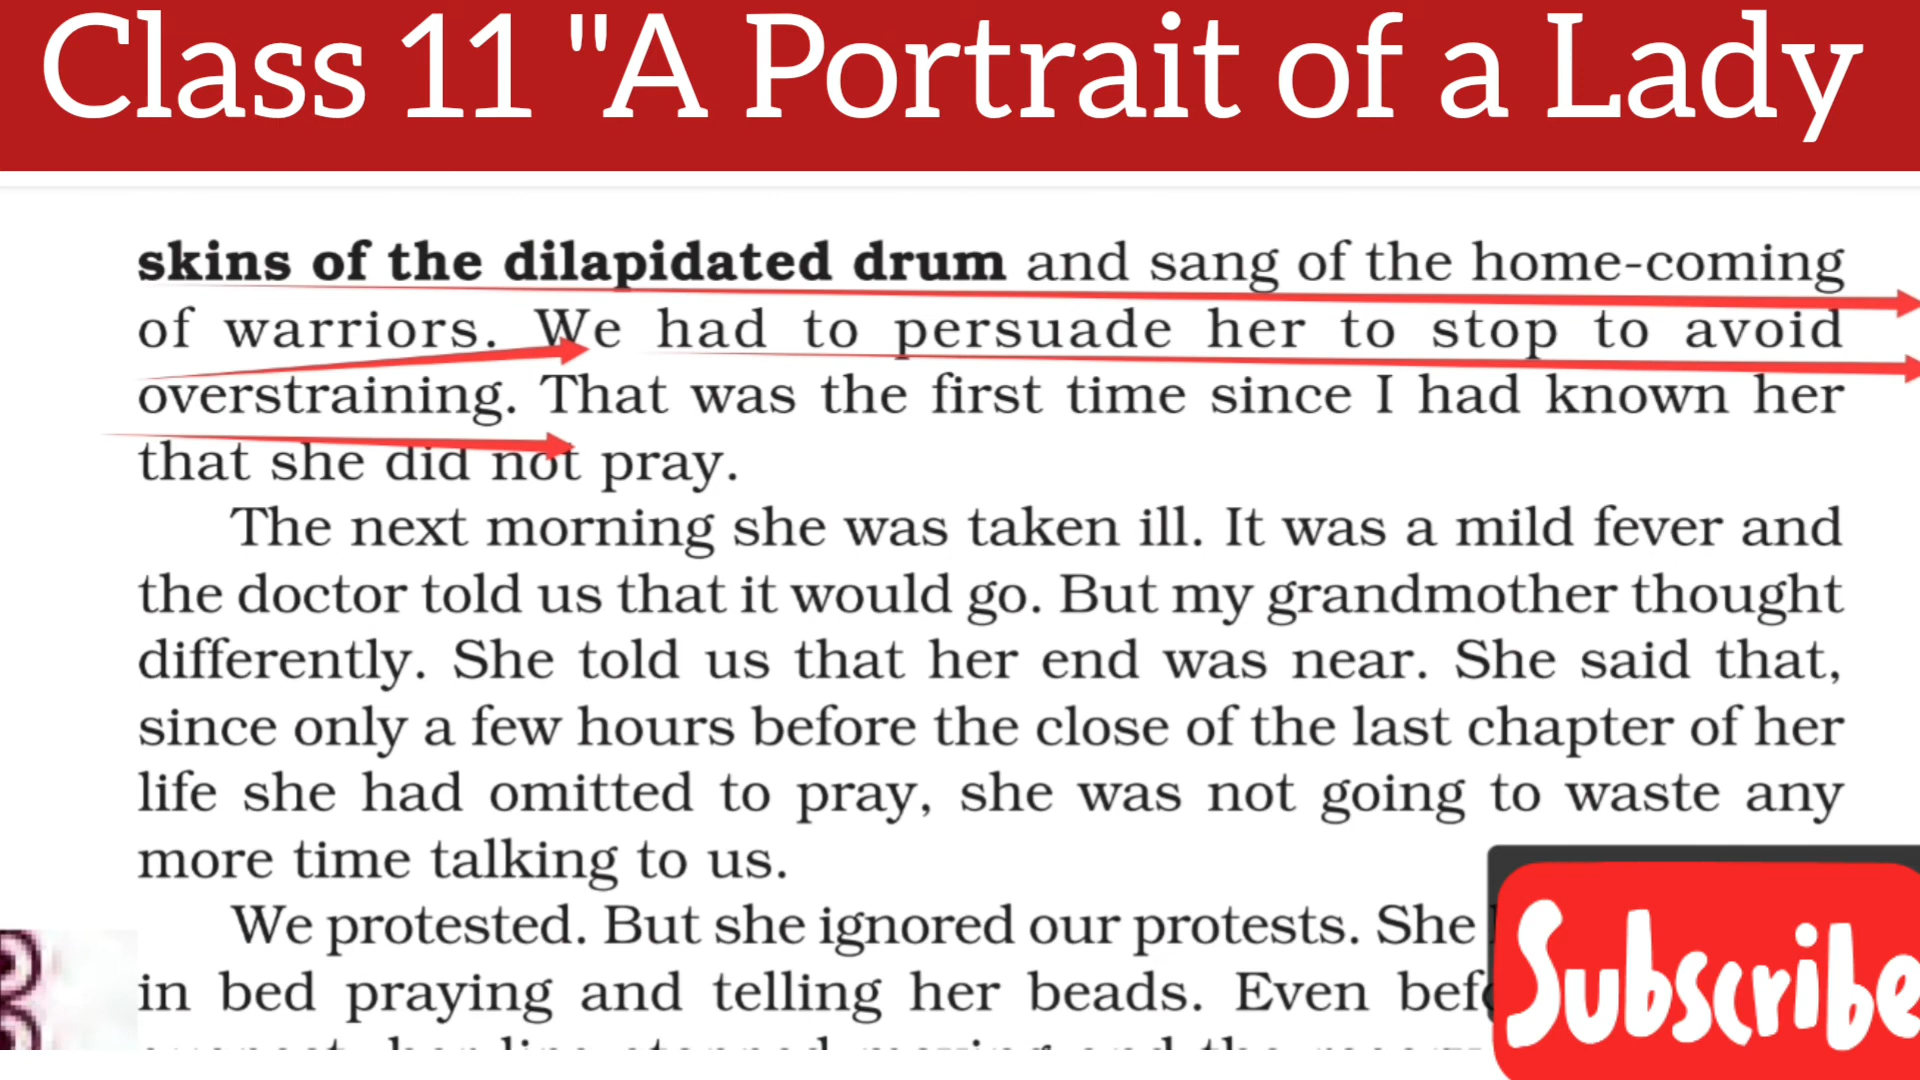 Class 11 "A Portrait of a Lady
skins of the dilapidated drum and sang of the home-coming
of warriors. We had to persuade her to stop to avoid
overstraining. That was the first time since I had known her
that she did not pray.
The next morning she was taken ill. It was a mild fever and
the doctor told us that it would go. But my grandmother thought
differently. She told us that her end was near. She said that,
since only a few hours before the close of the last chapter of her
life she had omitted to pray, she was not going to waste any
more time talking to us.
We protested. But she ignored our protests. She
in bed praying and telling her beads. Even
Subscribe